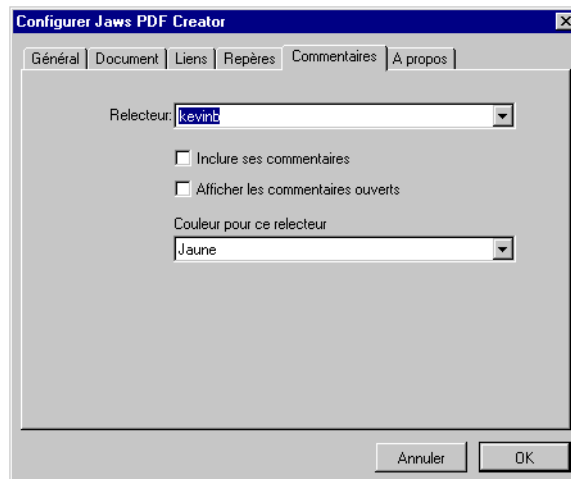 Configurer Jaws PDF Creator
Général Document Liens Repères Commentaires A propos
Relecteur: kevinb
Inclure ses commentaires
Afficher les commentaires ouverts
Couleur pour ce relecteur
Jaune
Annuler OK